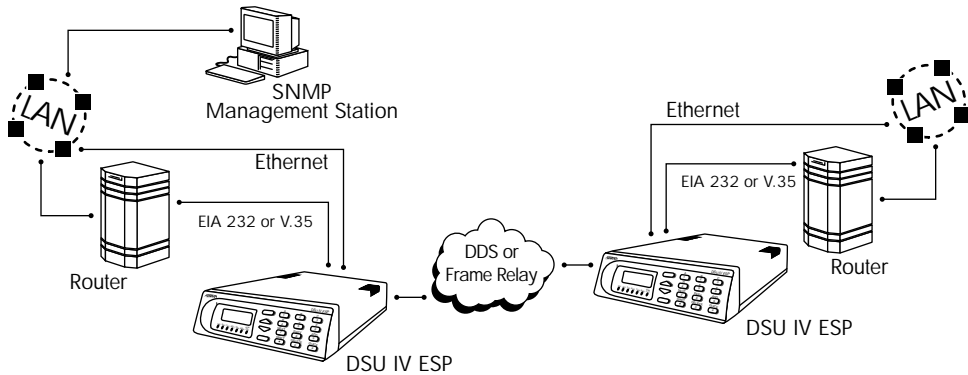 LAN
SNMP
Management Station
Ethernet
EIA 232 or V.35
Router
DSU IV ESP
DDS or
Frame Relay
Ethernet
EIA 232 or V.35
LAN
Router
DSU IV ESP